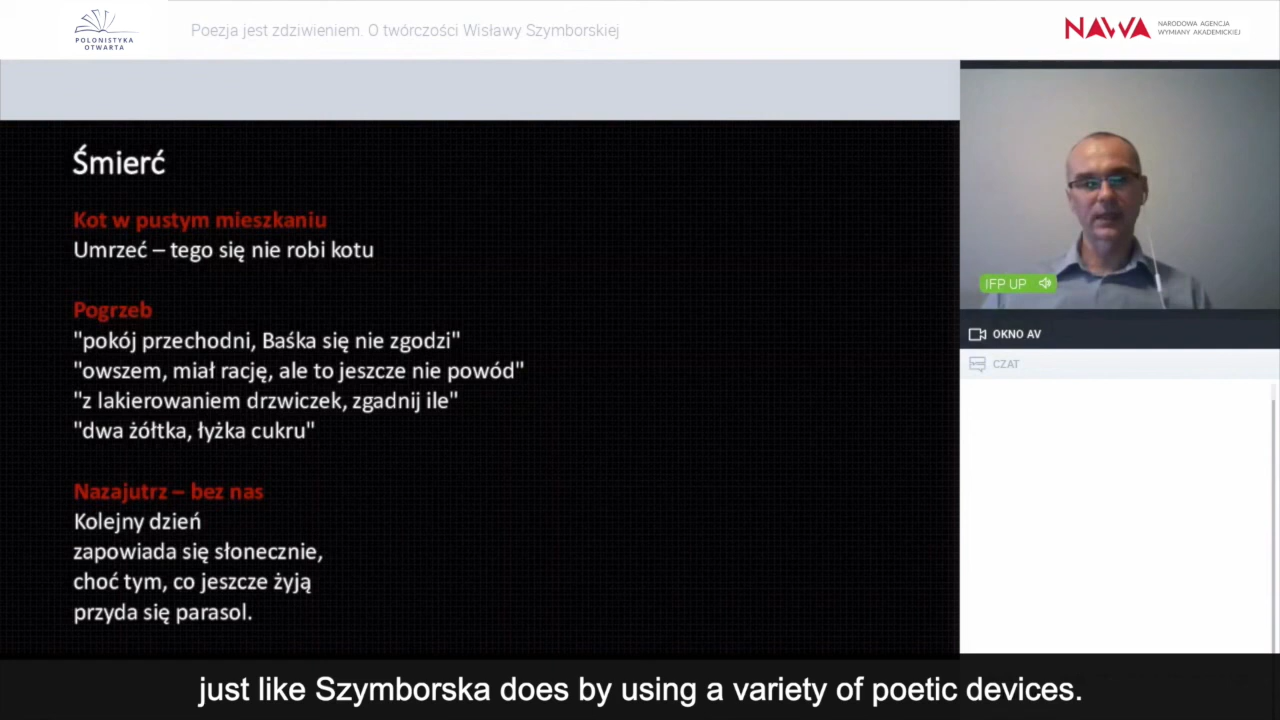 POLONISTYKA
OTWARTA
Poezja jest zdziwieniem. O twórczości Wisławy Szymborskiej
NAWA
NARODOWA AGENCJA
WYMIANY AKADEMICKIEJ
Śmierć
Kot w pustym mieszkaniu
Umrzeć – tego się nie robi kotu
Pogrzeb
"pokój przechodni, Baśka się nie zgodzi"
"owszem, miał rację, ale to jeszcze nie powód"
"z lakierowaniem drzwiczek, zgadnij ile"
"dwa żółtka, łyżka cukru"
Nazajutrz – bez nas
Kolejny dzień
zapowiada się słonecznie,
choć tym, co jeszcze żyją
przyda się parasol.
IFP UP
OKNO AV
CZAT
just like Szymborska does by using a variety of poetic devices.